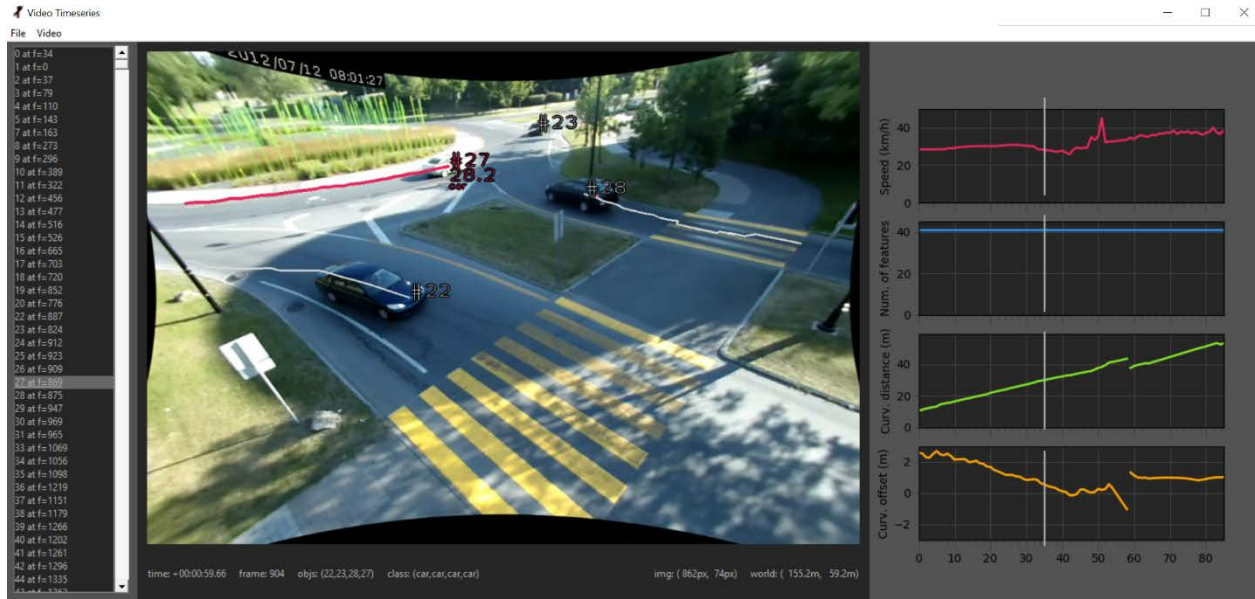 Video Timeseries
File Video
0 at f=34
1 at f=0
2 at f=37
3 at f=79
4 at f=110
5 at f=143
7 at f=163
8 at f=273
9 at f=296
10 at f=389
11 at f=322
12 at f=456
13 at f=477
14 at f=516
15 at f=526
16 at f=665
17 at f=703
18 at f=720
19 at f=852
20 at f=776
22 at f=887
23 at f=824
24 at f=912
25 at f=923
26 at f=909
27 at f=869
28 at f=875
29 at f=947
30 at f=969
31 at f=965
33 at f=1069
34 at f=1056
35 at f=1098
36 at f=1219
37 at f=1151
38 at f=1179
39 at f=1266
40 at f=1202
41 at f=1261
42 at f=1296
44 at f=1335
2012/07/12 08:01:27
#23
#27
28.2
car
#28
#22
time: +00:00:59.66 frame: 904 objs: (22,23,28,27) class: (car,car,car,car) img: ( 862px, 74px) world: ( 155.2m, 59.2m)
Speed (km/h)
40
20
0
Num. of features
40
20
0
Curv. distance (m)
40
20
0
Curv. offset (m)
2
0
−2
0 10 20 30 40 50 60 70 80